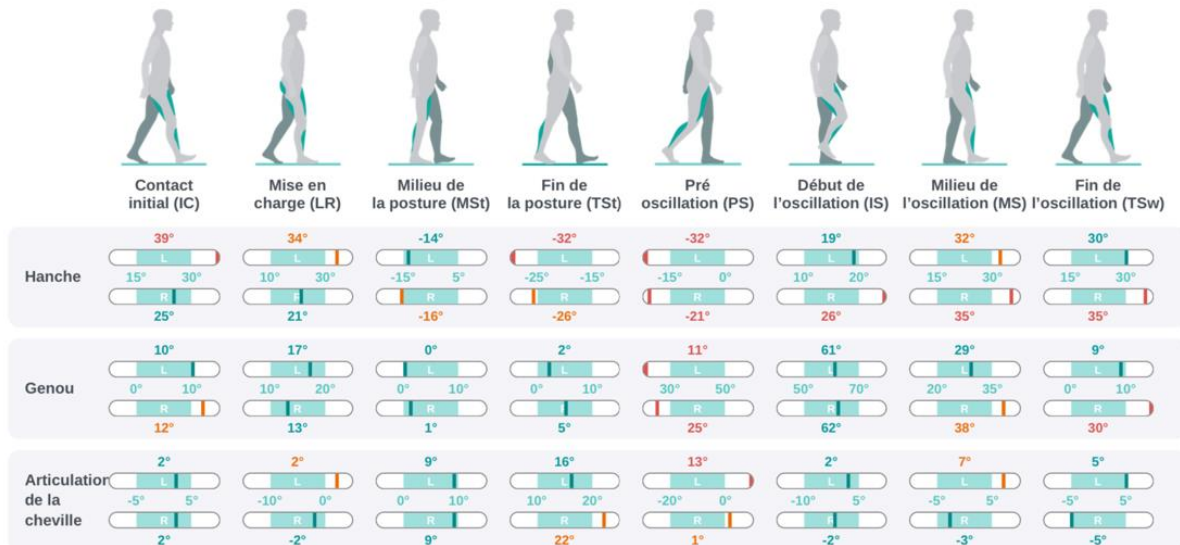 Contact
initial (IC)
Mise en
charge (LR)
Milieu de
la posture (MSt)
Fin de
la posture (TSt)
Pré
oscillation (PS)
Début de
l'oscillation (IS)
Milieu de
l'oscillation (MS)
Fin de
l'oscillation (TSw)
39° 34° -14° -32° -32° 19° 32° 30°
L L L L L L L L
Hanche
15° 30° 10° 30° -15° 5° -25° -15° -15° 0° 10° 20° 15° 30° 15° 30°
R R R R R R R R
25° 21° -16° -26° -21° 26° 35° 35°
10° 17° 0° 2° 11° 61° 29° 9°
L L L L L L L L
Genou
0° 10° 10° 20° 0° 10° 0° 10° 30° 50° 50° 70° 20° 35° 0° 10°
R R R R R R R
12° 13° 1° 5° 25° 62° 38° 30°
2° 2° 9° 16° 13° 2° 7° 5°
L L L L L L L L
Articulation
de la
cheville
-5° 5° -10° 0° 0° 10° 10° 20° -20° 0° -10° 5° -5° 5° -5° 5°
R R R R R R R R
2° -2° 9° 22° 1° -2° -3° -5°